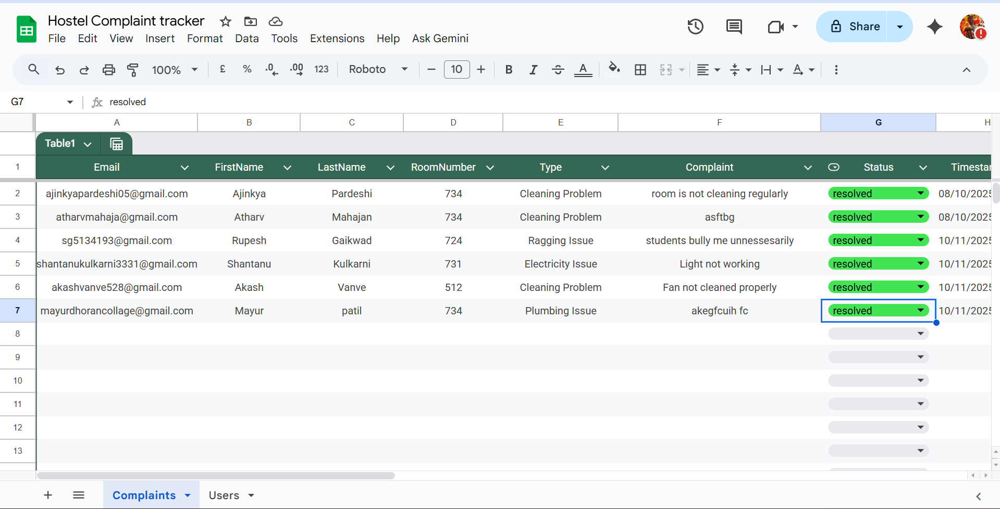 Hostel Complaint tracker
File Edit View Insert Format Data Tools Extensions Help Ask Gemini
Share
100% £ % .0 .00 123 Roboto 10 B I S A A
G7 fx resolved
A B C D E F G H
Table1
1 Email FirstName LastName RoomNumber Type Complaint Status Timestar
2 ajinkyapardeshi05@gmail.com Ajinkya Pardeshi 734 Cleaning Problem room is not cleaning regularly resolved 08/10/2025
3 atharvmahaja@gmail.com Atharv Mahajan 734 Cleaning Problem asftbg resolved 08/10/2025
4 sg5134193@gmail.com Rupesh Gaikwad 724 Ragging Issue students bully me unnessesarily resolved 10/11/2025
5 shantanukulkarni3331@gmail.com Shantanu Kulkarni 731 Electricity Issue Light not working resolved 10/11/2025
6 akashvanve528@gmail.com Akash Vanve 512 Cleaning Problem Fan not cleaned properly resolved 10/11/2025
7 mayurdhorancollage@gmail.com Mayur patil 734 Plumbing Issue akegfcuih fc resolved 10/11/2025
8
9
10
11
12
13
Complaints Users